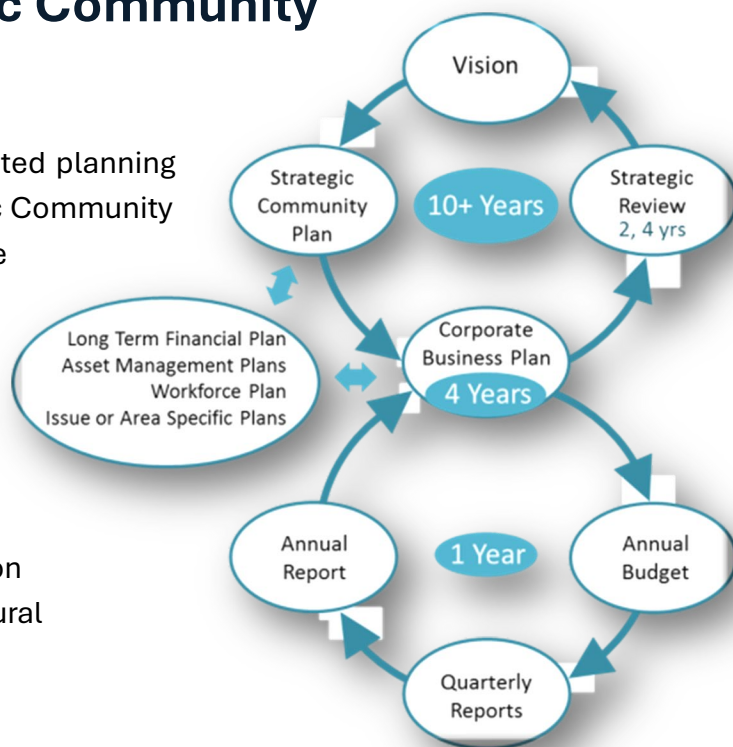 c Community
ted planning
c Community
e
on
ural
Vision
Strategic
Community
Plan
10+ Years
Strategic
Review
2, 4 yrs
Long Term Financial Plan
Asset Management Plans
Workforce Plan
Issue or Area Specific Plans
Corporate
Business Plan
4 Years
Annual
Report
1 Year
Annual
Budget
Quarterly
Reports